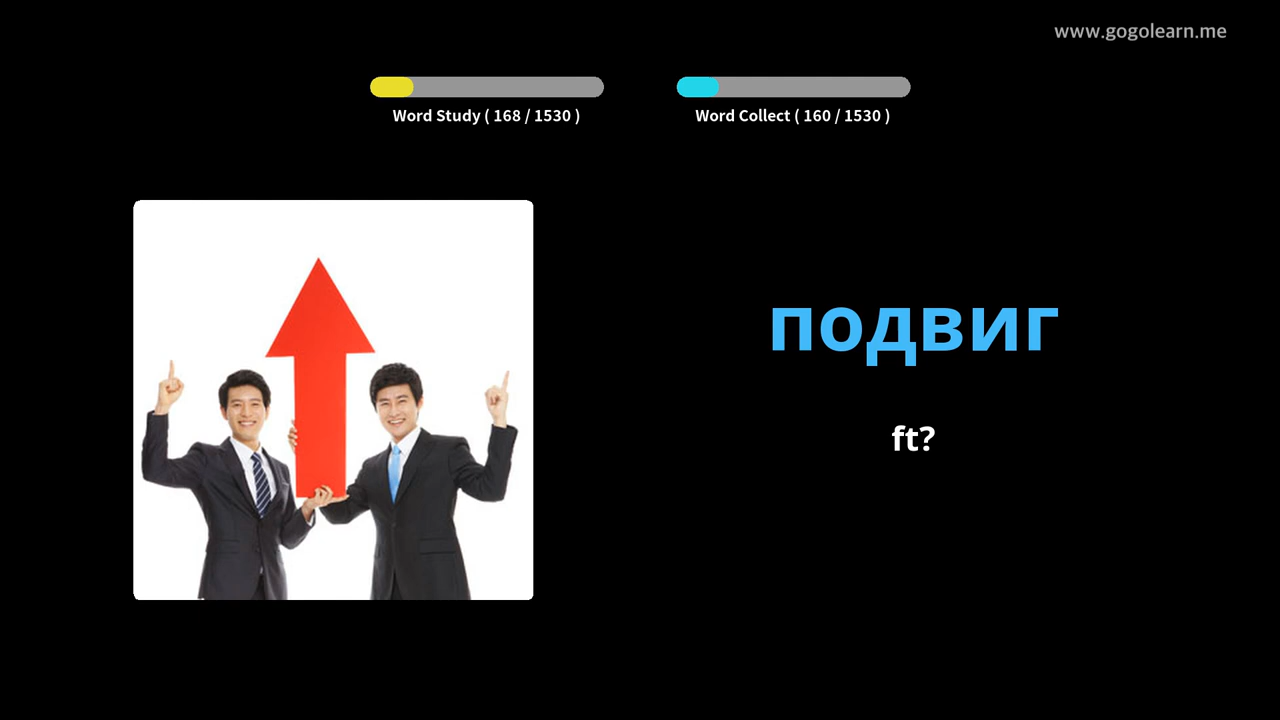 www.gogolearn.me
Word Study ( 168 / 1530 )
Word Collect ( 160 / 1530 )
подвиг
ft?